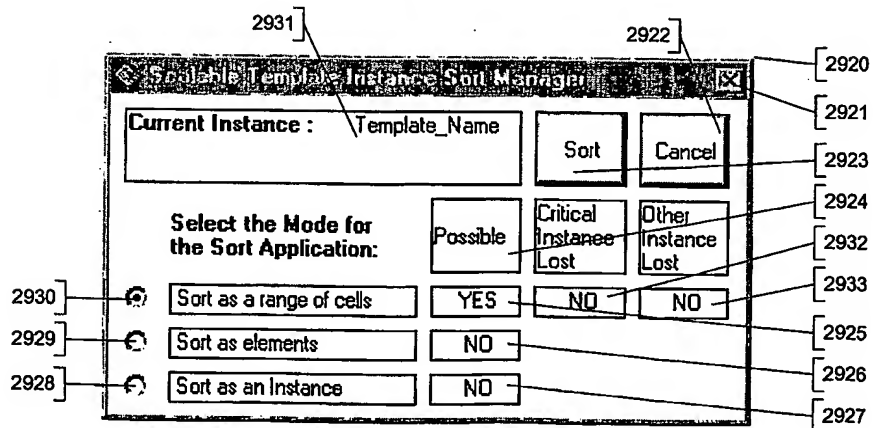 2931
2922
2920
Scalable Template Instance Sort Manager
2921
Current Instance : Template_Name
Sort
Cancel
2923
2924
Select the Mode for
the Sort Application:
Possible
Critical
Instance
Lost
Other
Instance
Lost
2932
2933
2930
Sort as a range of cells
YES
NO
NO
2925
2929
Sort as elements
NO
2926
2928
Sort as an Instance
NO
2927